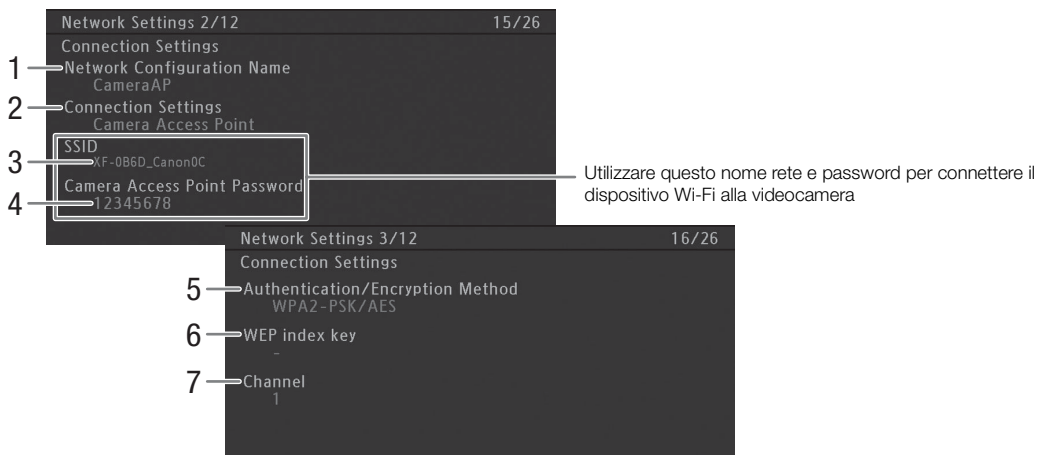 Network Settings 2/12 15/26
Connection Settings
1 Network Configuration Name
CameraAP
2 Connection Settings
Camera Access Point
SSID
3 XF-0B6D_Canon0C
Camera Access Point Password
4 12345678
Utilizzare questo nome rete e password per connettere il
dispositivo Wi-Fi alla videocamera
Network Settings 3/12 16/26
Connection Settings
5 Authentication/Encryption Method
WPA2-PSK/AES
6 WEP index key
-
7 Channel
1